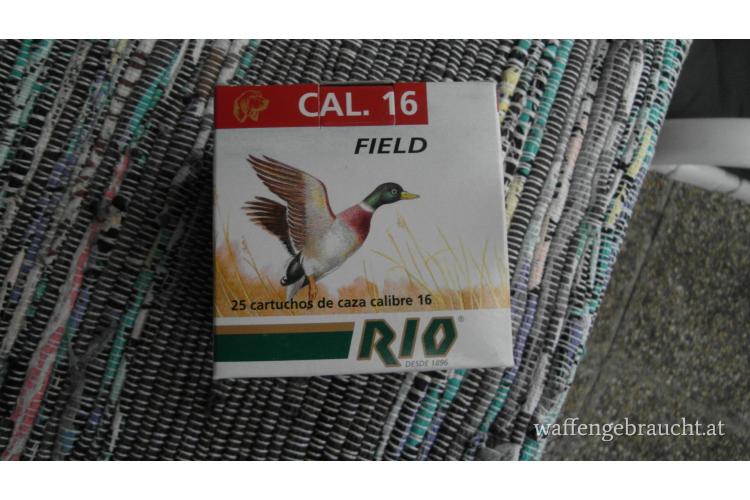 CAL. 16
FIELD
25 cartuchos de caza calibre 16
RIO®
DESDE 1896
waffengebraucht.at